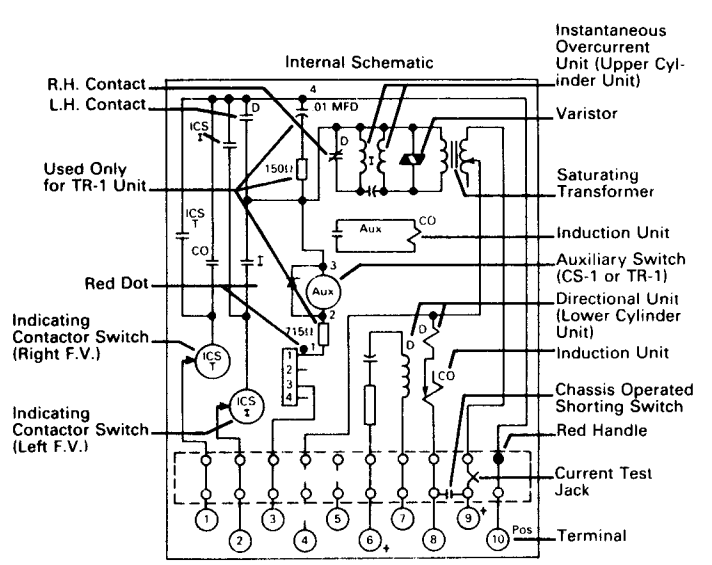 Internal Schematic
Instantaneous
Overcurrent
Unit (Upper Cyl-
inder Unit)
R.H. Contact
L.H. Contact
4
.01 MFD
D
ICS
I
D
I
Varistor
Used Only
for TR-1 Unit
150Ω
Saturating
Transformer
ICS
T
CO
I
Aux
CO
Induction Unit
3
Aux
2
Auxiliary Switch
(CS-1 or TR-1)
Red Dot
715Ω
1
1
2
3
4
D
D
Directional Unit
(Lower Cylinder
Unit)
CO
Induction Unit
Indicating
Contactor Switch
(Right F.V.)
ICS
T
Chassis Operated
Shorting Switch
Indicating
Contactor Switch
(Left F.V.)
ICS
I
Red Handle
Current Test
Jack
1
2
3
4
5
6
+
7
8
9
+
10
Pos
Terminal